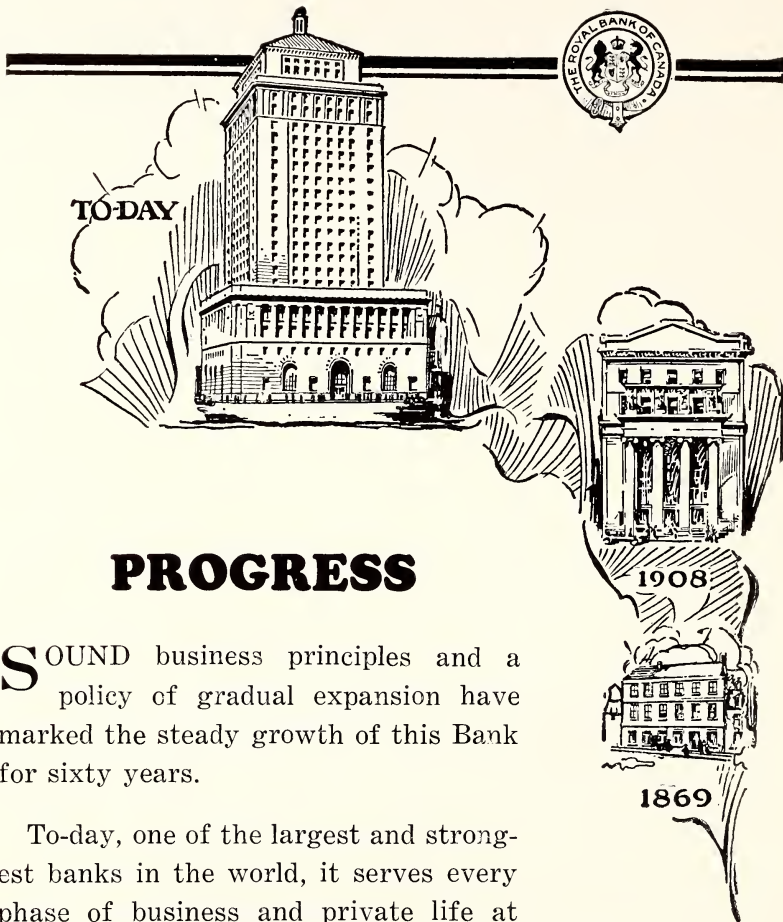 THE ROYAL BANK OF CANADA
TO-DAY
1908
1869
PROGRESS
SOUND business principles and a
policy of gradual expansion have
marked the steady growth of this Bank
for sixty years.
To-day, one of the largest and strong-
est banks in the world, it serves every
phase of business and private life at